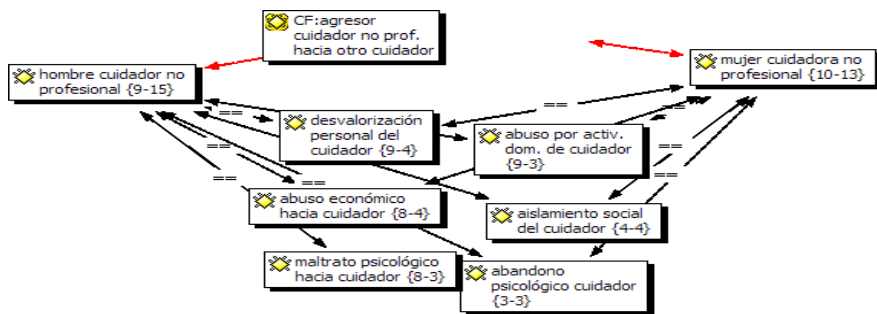 CF:agresor
cuidador no prof.
hacia otro cuidador
hombre cuidador no
profesional {9-15}
mujer cuidadora no
profesional {10-13}
==
==
==
desvalorización
personal del
cuidador {9-4}
abuso por activ.
dom. de cuidador
{9-3}
==
==
==
==
==
abuso económico
hacia cuidador {8-4}
aislamiento social
del cuidador {4-4}
maltrato psicológico
hacia cuidador {8-3}
abandono
psicológico cuidador
{3-3}